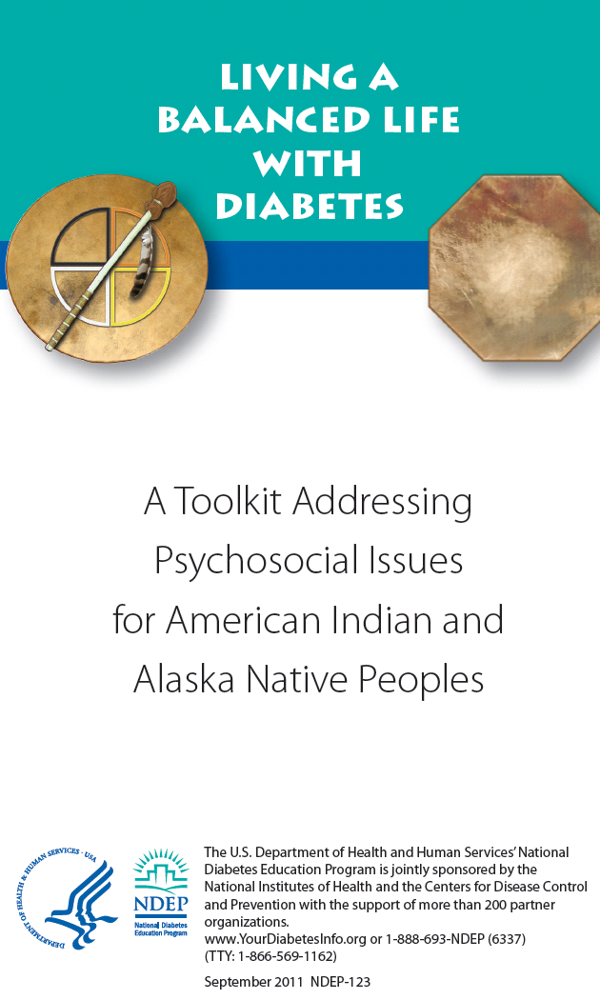 LIVING A
BALANCED LIFE
WITH
DIABETES
A Toolkit Addressing
Psychosocial Issues
for American Indian and
Alaska Native Peoples
DEPARTMENT OF HEALTH & HUMAN SERVICES · USA
NDEP
National Diabetes
Education Program
The U.S. Department of Health and Human Services’ National
Diabetes Education Program is jointly sponsored by the
National Institutes of Health and the Centers for Disease Control
and Prevention with the support of more than 200 partner
organizations.
www.YourDiabetesInfo.org or 1-888-693-NDEP (6337)
(TTY: 1-866-569-1162)
September 2011 NDEP-123